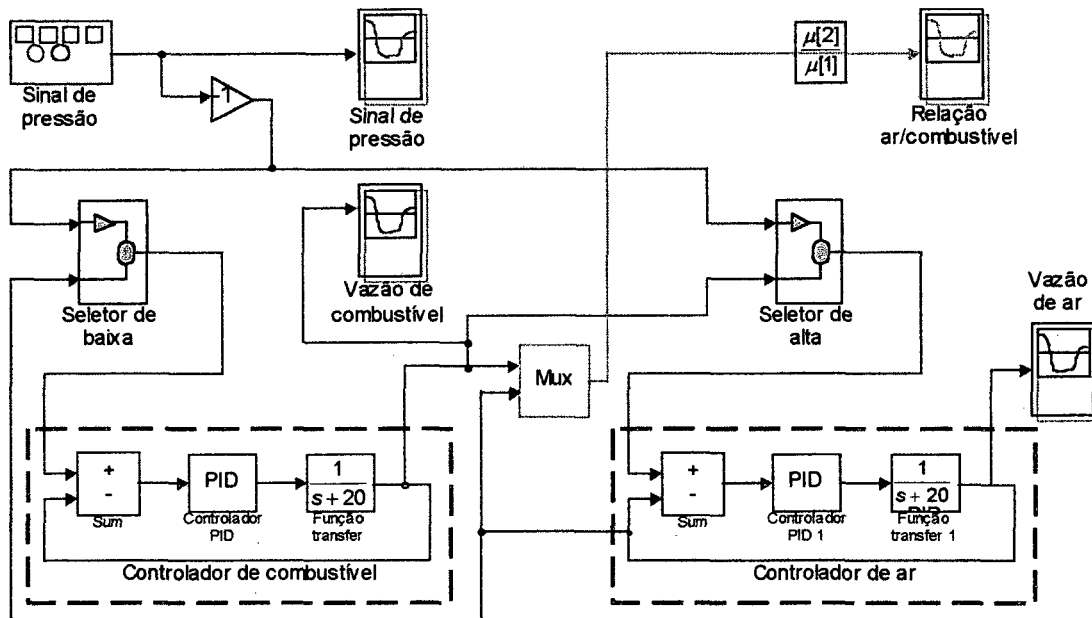 Sinal de
pressão
-1
Sinal de
pressão
μ[2]
μ[1]
Relação
ar/combustível
Seletor de
baixa
Vazão de
combustível
Seletor de
alta
Vazão
de ar
Mux
+
-
Sum
PID
Controlador
PID
1
s + 20
Função
transfer
Controlador de combustível
+
-
Sum
PID
Controlador
PID 1
1
s + 20
Função
transfer 1
Controlador de ar